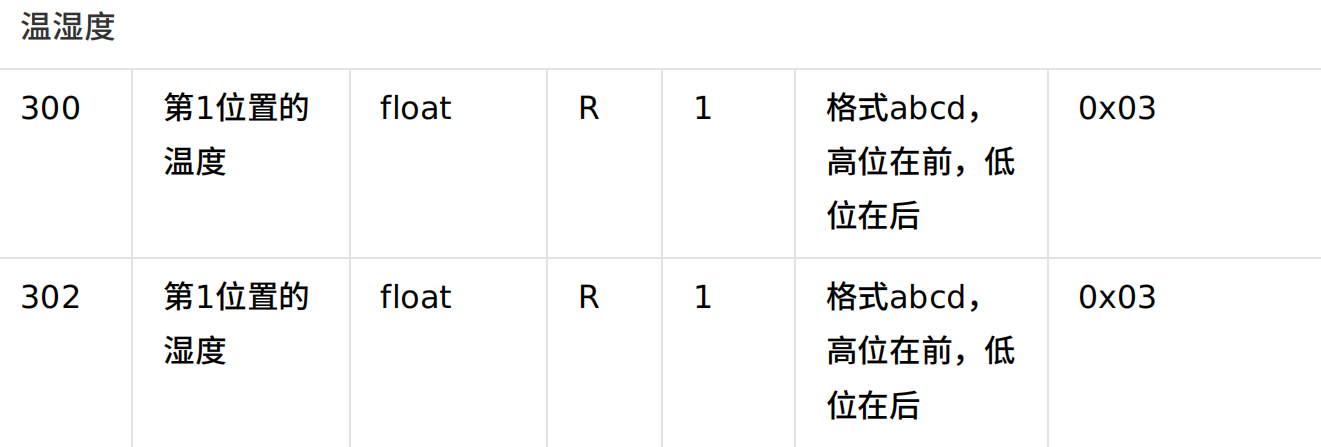 温湿度
300 第1位置的 float R 1 格式abcd， 0x03
温度 高位在前，低
位在后
302 第1位置的 float R 1 格式abcd， 0x03
湿度 高位在前，低
位在后